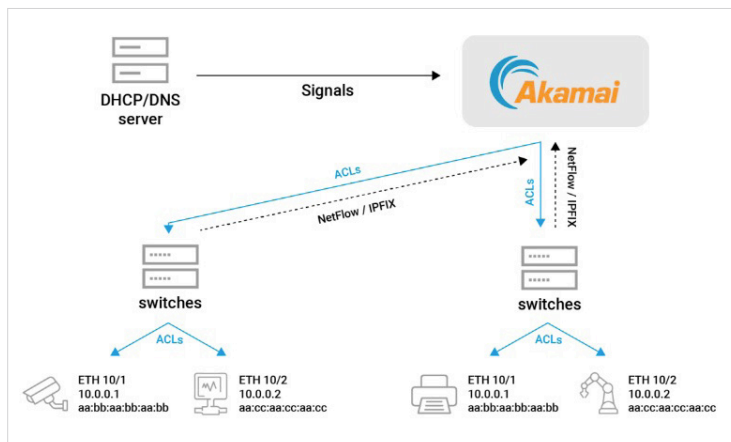 DHCP/DNS
server
Signals
Akamai
ACLs
NetFlow / IPFIX
ACLs
NetFlow / IPFIX
switches
switches
ACLs
ACLs
ETH 10/1
10.0.0.1
aa:bb:aa:bb:aa:bb
ETH 10/2
10.0.0.2
aa:cc:aa:cc:aa:cc
ETH 10/1
10.0.0.1
aa:bb:aa:bb:aa:bb
ETH 10/2
10.0.0.2
aa:cc:aa:cc:aa:cc